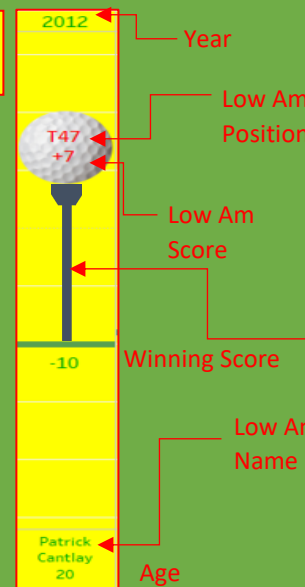 2012
Year
Low Am
Position
T47
+7
Low Am
Score
Winning Score
-10
Low Am
Name
Patrick
Cantlay
20
Age